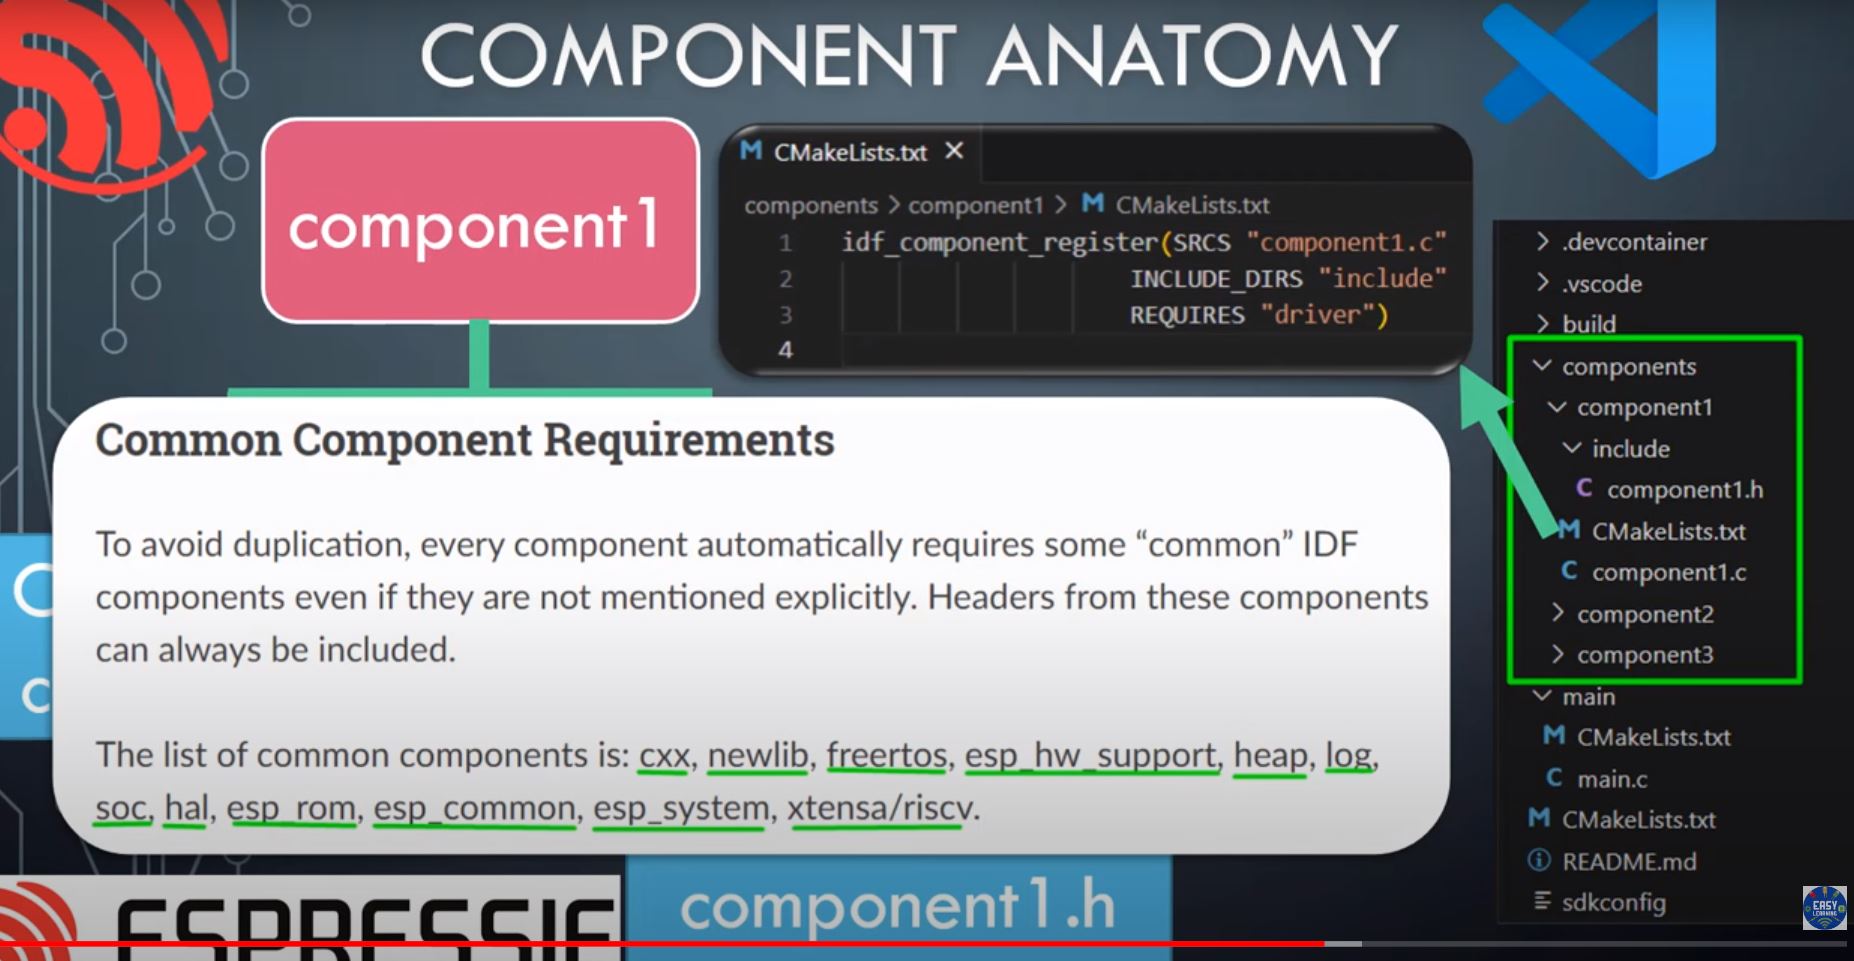 COMPONENT ANATOMY
component1
CMakeLists.txt
components > component1 > CMakeLists.txt
1 idf_component_register(SRCS "component1.c"
2 INCLUDE_DIRS "include"
3 REQUIRES "driver")
4
Common Component Requirements
To avoid duplication, every component automatically requires some “common” IDF
components even if they are not mentioned explicitly. Headers from these components
can always be included.
The list of common components is: cxx, newlib, freertos, esp_hw_support, heap, log,
soc, hal, esp_rom, esp_common, esp_system, xtensa/riscv.
component1.h
.devcontainer
.vscode
build
components
component1
include
component1.h
CMakeLists.txt
component1.c
component2
component3
main
CMakeLists.txt
main.c
CMakeLists.txt
README.md
sdkconfig
EASY
LEARNING